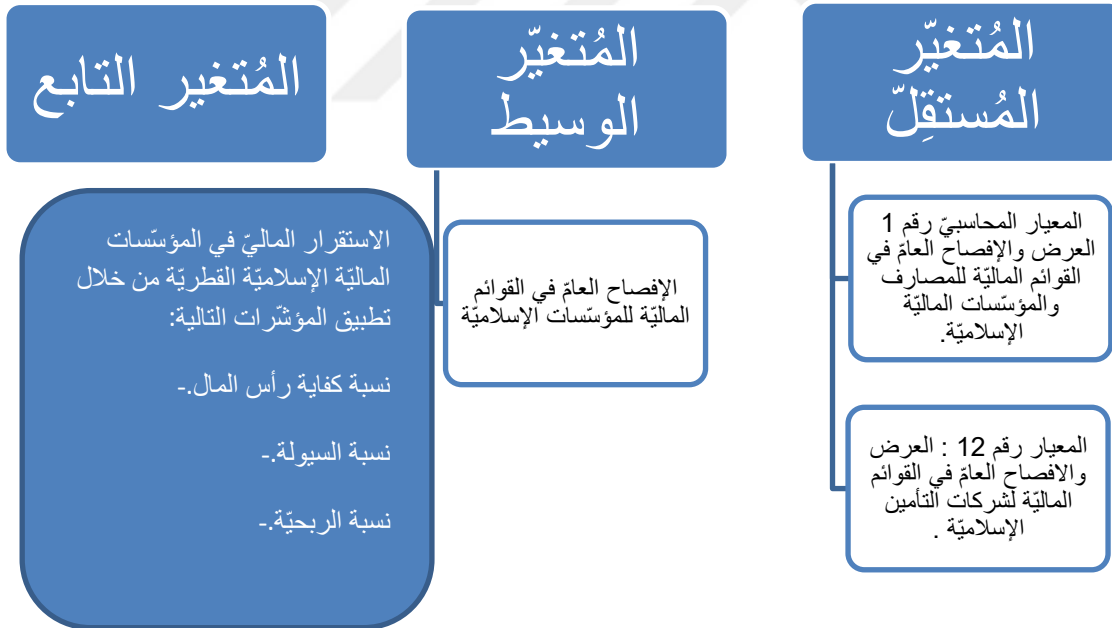 المُتغيّر
المُستقِلّ
المعيار المحاسبيّ رقم 1
العرض والإفصاح العامّ في
القوائم الماليّة للمصارف
والمؤسّسات الماليّة
الإسلاميّة.
المعيار رقم 12 : العرض
والافصاح العامّ في القوائم
الماليّة لشركات التأمين
الإسلاميّة .
المُتغيّر
الوسيط
الإفصاح العامّ في القوائم
الماليّة للمؤسّسات الإسلاميّة
المُتغير التابع
الاستقرار الماليّ في المؤسّسات
الماليّة الإسلاميّة القطريّة من خلال
تطبيق المؤشّرات التالية:
نسبة كفاية رأس المال.-
نسبة السيولة.-
نسبة الربحيّة.-